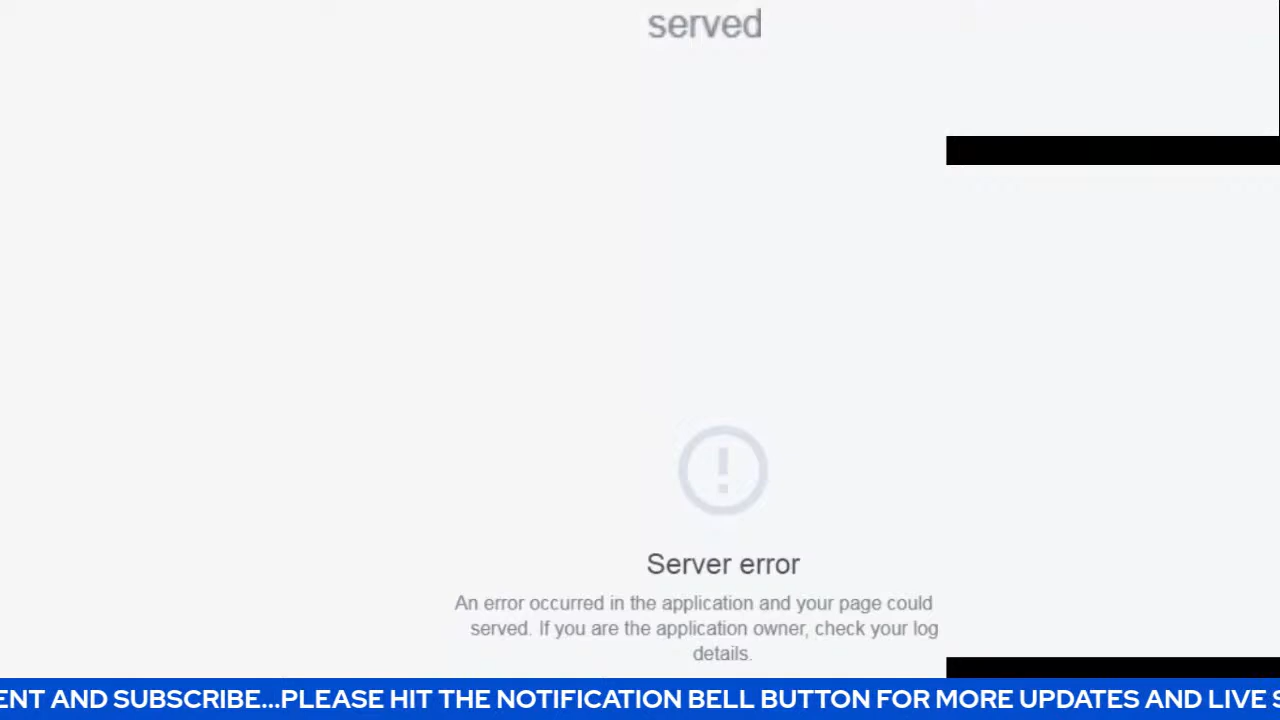 served
Server error
An error occurred in the application and your page could
served. If you are the application owner, check your log
details.
ENT AND SUBSCRIBE...PLEASE HIT THE NOTIFICATION BELL BUTTON FOR MORE UPDATES AND LIVE S